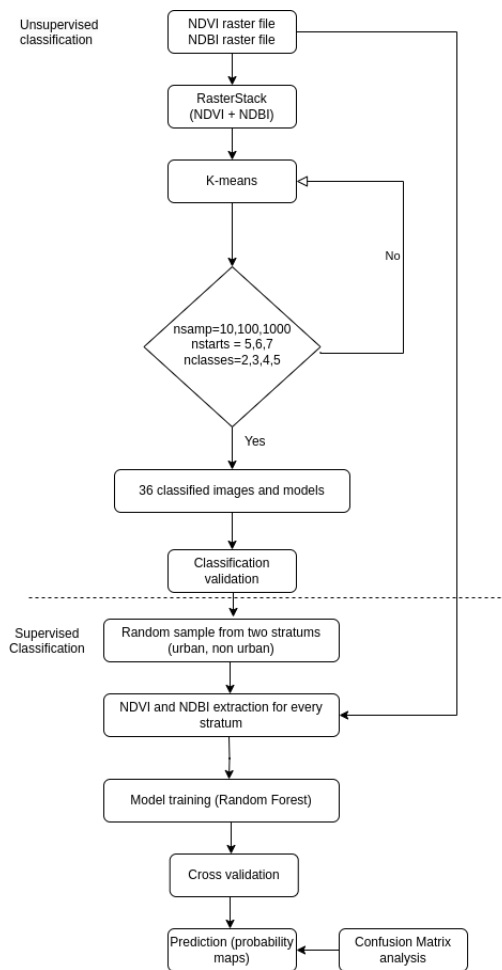 Unsupervised
classification
NDVI raster file
NDBI raster file
RasterStack
(NDVI + NDBI)
K-means
No
nsamp=10,100,1000
nstarts = 5,6,7
nclasses=2,3,4,5
Yes
36 classified images and models
Classification
validation
Supervised
Classification
Random sample from two stratums
(urban, non urban)
NDVI and NDBI extraction for every
stratum
Model training (Random Forest)
Cross validation
Prediction (probability
maps)
Confusion Matrix
analysis